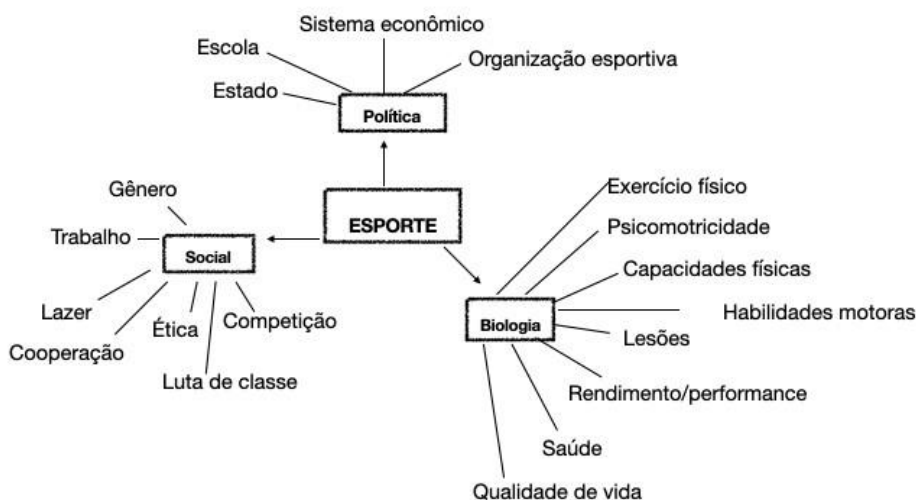 Sistema econômico
Escola
Organização esportiva
Estado
Política
Gênero
Exercício físico
ESPORTE
Psicomotricidade
Trabalho
Social
Capacidades físicas
Lazer
Habilidades motoras
Ética
Competição
Biologia
Lesões
Cooperação
Luta de classe
Rendimento/performance
Saúde
Qualidade de vida